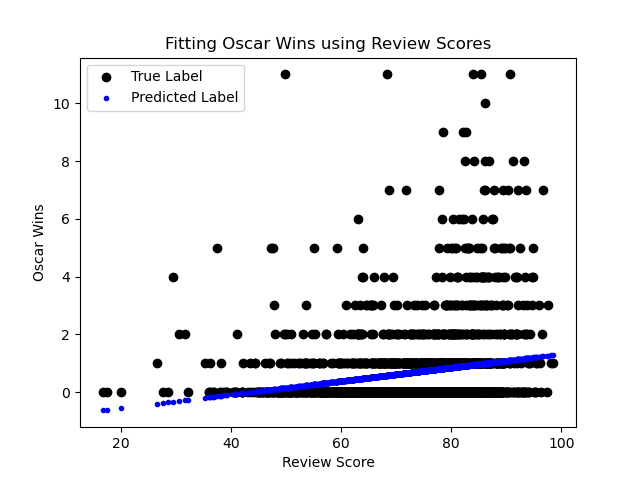 Fitting Oscar Wins using Review Scores
True Label
Predicted Label
10
8
6
4
2
0
Oscar Wins
20 40 60 80 100
Review Score